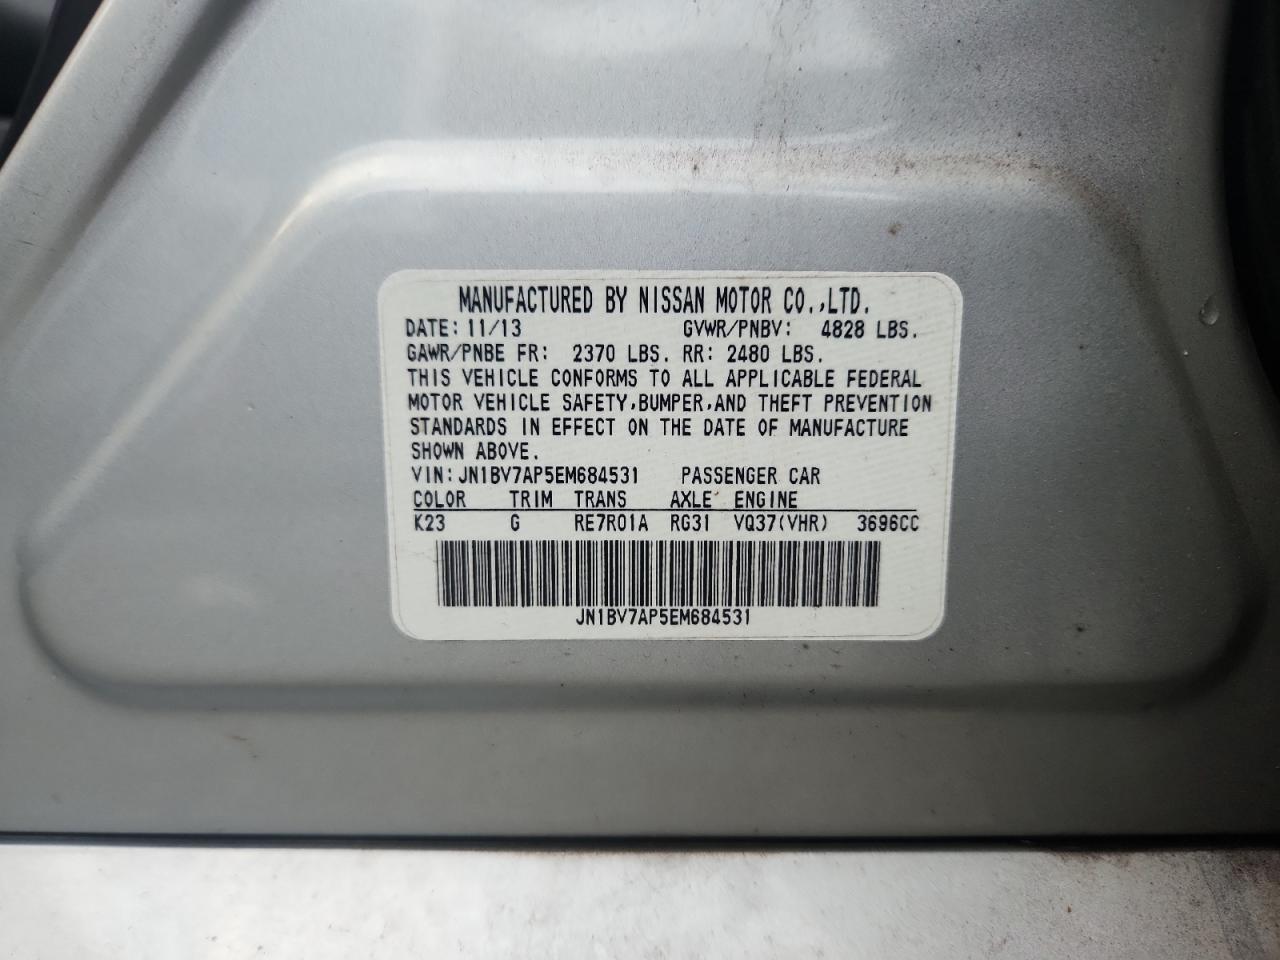 MANUFACTURED BY NISSAN MOTOR CO.,LTD.
DATE: 11/13 GVWR/PNBV: 4828 LBS.
GAWR/PNBE FR: 2370 LBS. RR: 2480 LBS.
THIS VEHICLE CONFORMS TO ALL APPLICABLE FEDERAL
MOTOR VEHICLE SAFETY,BUMPER,AND THEFT PREVENTION
STANDARDS IN EFFECT ON THE DATE OF MANUFACTURE
SHOWN ABOVE.
VIN:JN1BV7AP5EM684531 PASSENGER CAR
COLOR TRIM TRANS AXLE ENGINE
K23 G RE7R01A RG31 VQ37(VHR) 3696CC
JN1BV7AP5EM684531